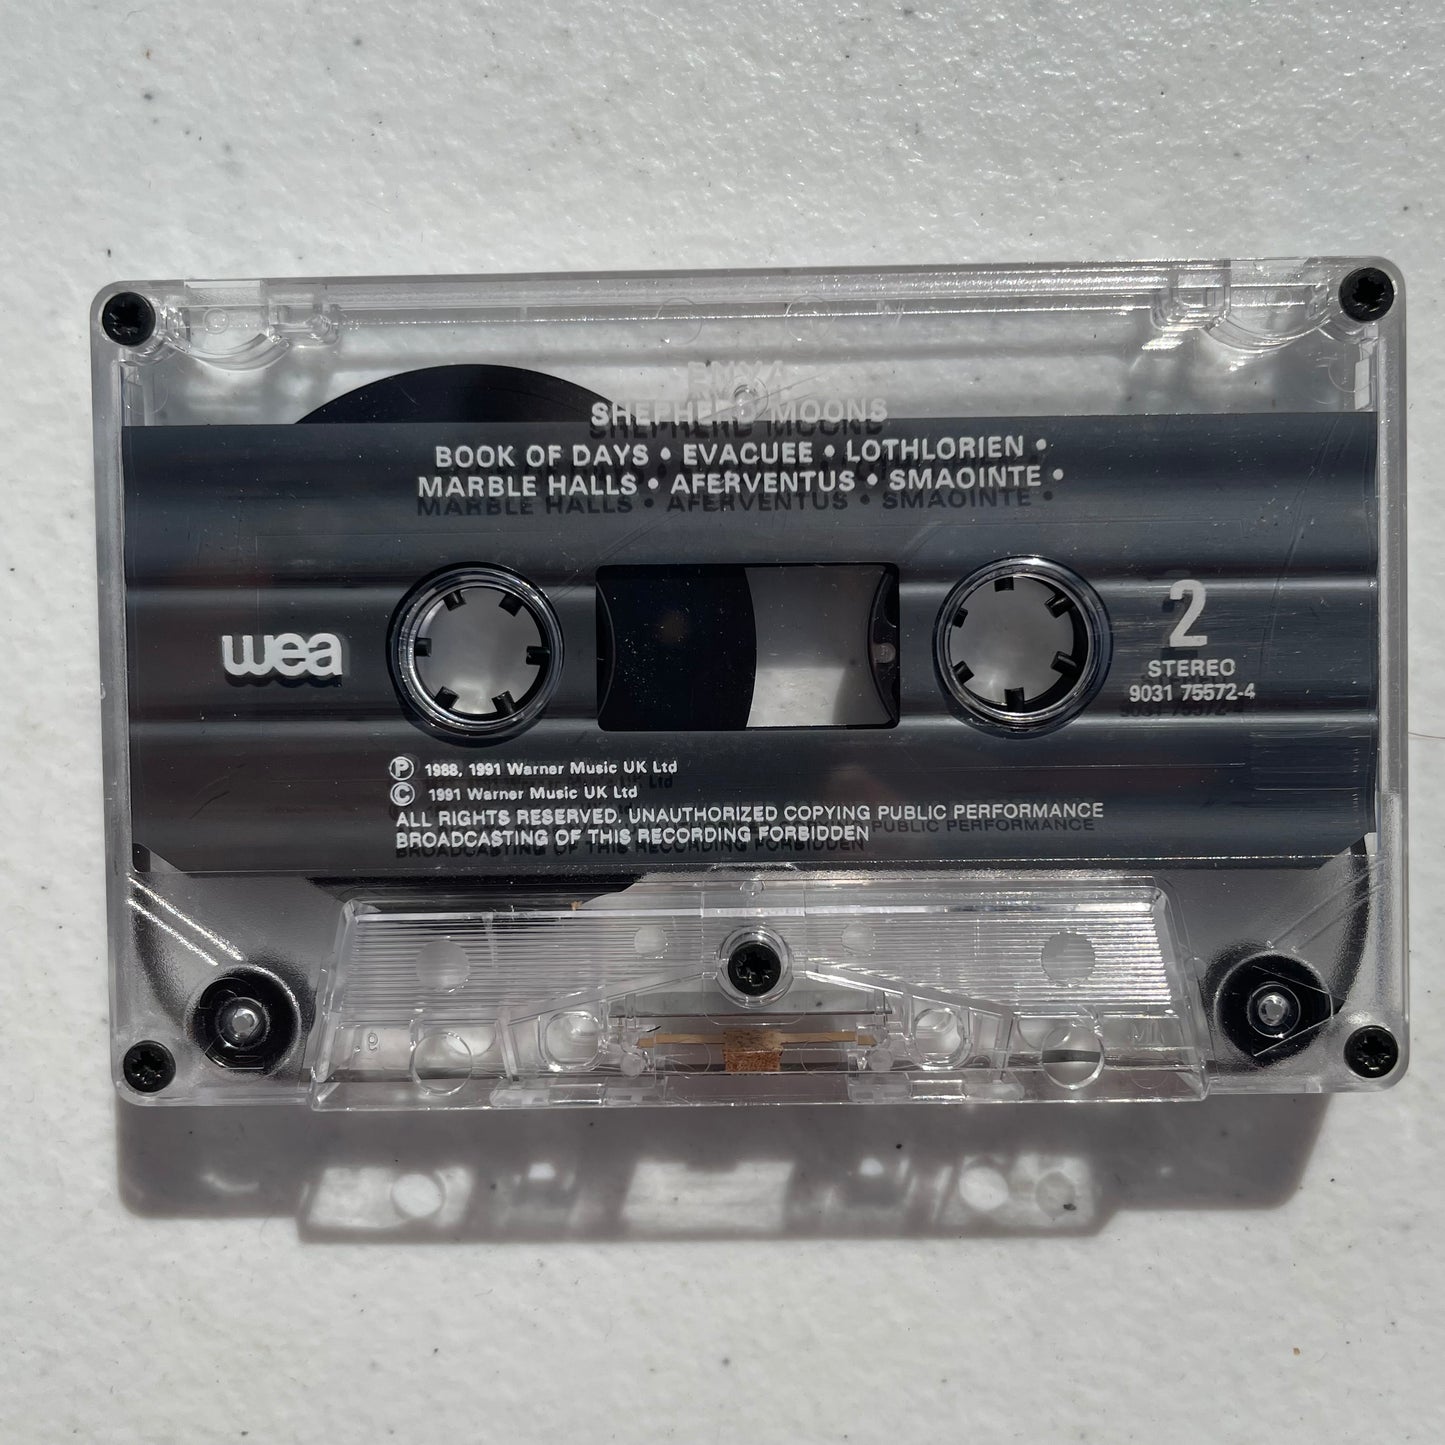 ENYA
SHEPHERD MOONS
BOOK OF DAYS • EVACUEE • LOTHLORIEN •
MARBLE HALLS • AFERVENTUS • SMAOINTE •
wea
2
STEREO
9031 75572-4
Ⓟ 1988, 1991 Warner Music UK Ltd
© 1991 Warner Music UK Ltd
ALL RIGHTS RESERVED. UNAUTHORIZED COPYING PUBLIC PERFORMANCE
BROADCASTING OF THIS RECORDING FORBIDDEN